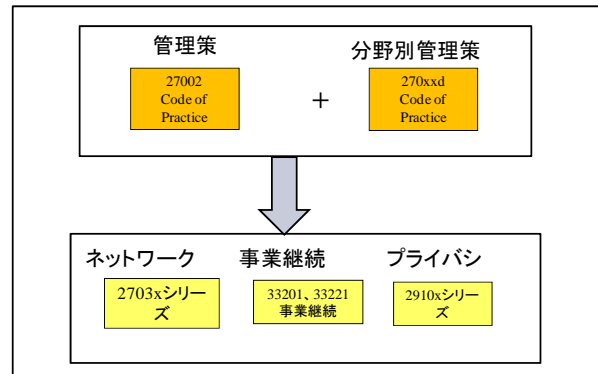 管理策
分野別管理策
27002
Code of
Practice
+
270xxd
Code of
Practice
ネットワーク
事業継続
プライバシ
2703xシリー
ズ
33201、33221
事業継続
2910xシリー
ズ